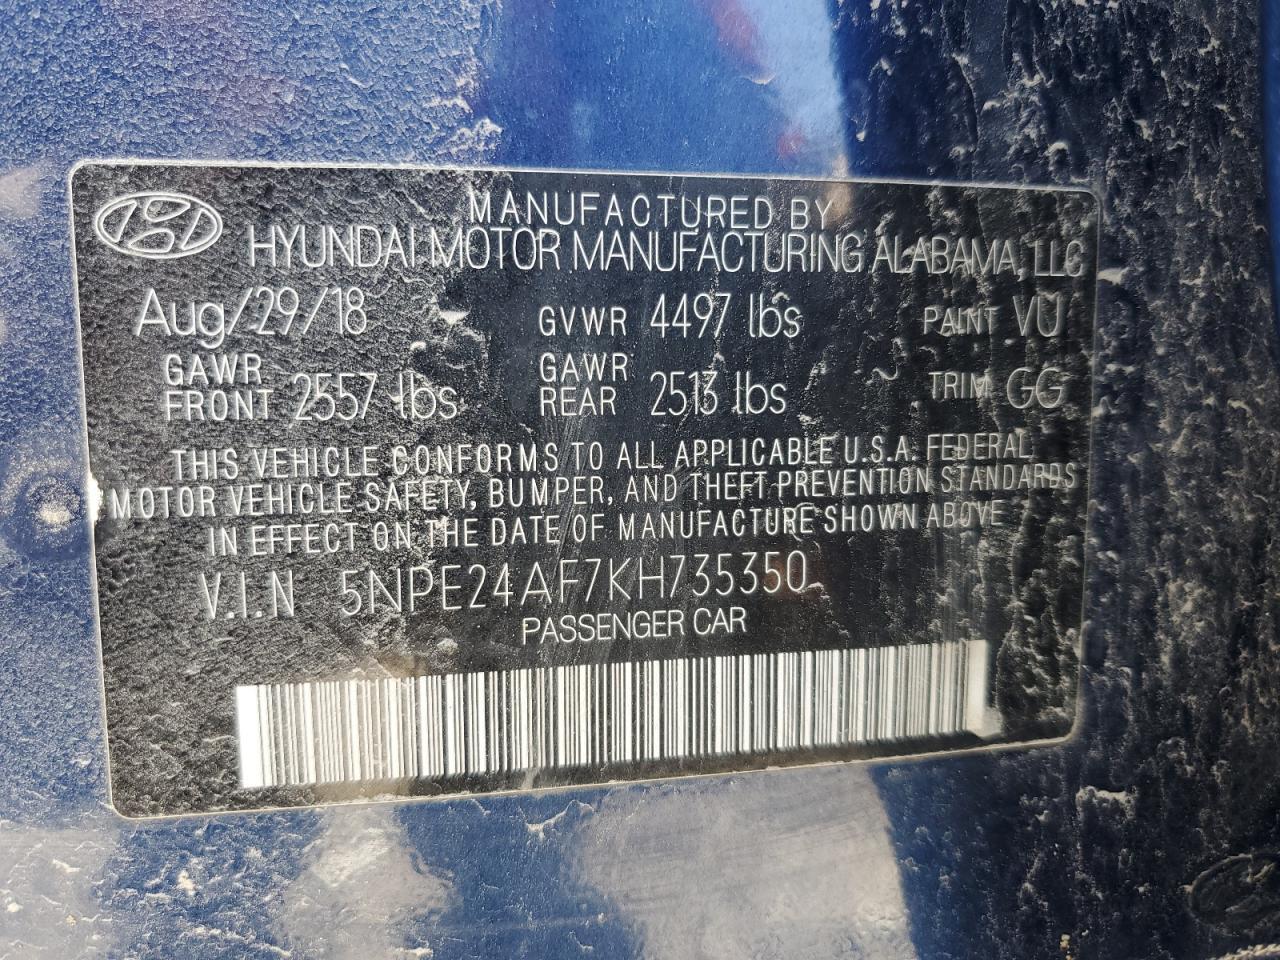 MANUFACTURED BY
HYUNDAI MOTOR MANUFACTURING ALABAMA, LLC
Aug/29/18 GVWR 4497 lbs PAINT VU
GAWR FRONT 2557 lbs GAWR REAR 2513 lbs TRIM GG
THIS VEHICLE CONFORMS TO ALL APPLICABLE U.S.A. FEDERAL
MOTOR VEHICLE SAFETY, BUMPER, AND THEFT PREVENTION STANDARDS
IN EFFECT ON THE DATE OF MANUFACTURE SHOWN ABOVE
V.I.N 5NPE24AF7KH735350
PASSENGER CAR